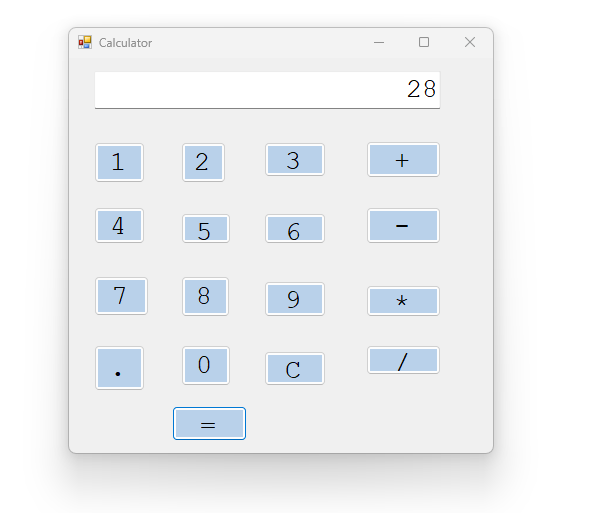 Calculator
28
1 2 3 +
4 5 6 -
7 8 9 *
. 0 C /
=